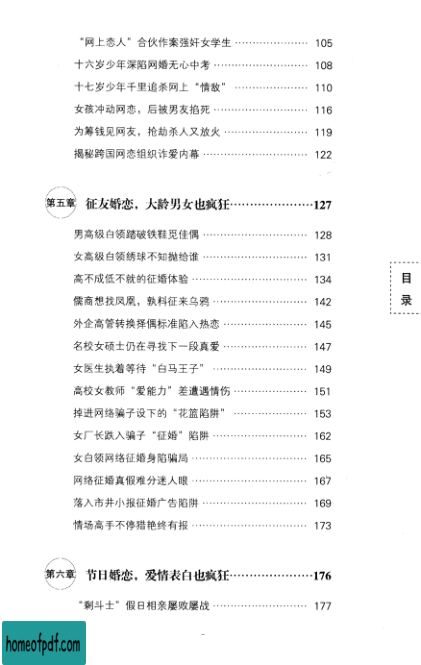 “网上恋人”合伙作案强奸女学生 ………………… 105
十六岁少年深陷网婚无心中考 ………………… 108
十七岁少年千里追杀网上“情敌” ………………… 110
女孩冲动网恋，后被男友掐死 ………………… 116
为筹钱见网友，抢劫杀人又放火 ………………… 119
揭秘跨国网恋组织诈爱内幕 ………………… 122
第五章 征友婚恋，大龄男女也疯狂 ………………… 127
男高级白领踏破铁鞋觅佳偶 ………………… 128
女高级白领绣球不知抛给谁 ………………… 131
高不成低不就的征婚体验 ………………… 134
儒商想找凤凰，孰料征来乌鸦 ………………… 142
外企高管转换择偶标准陷入热恋 ………………… 145
名校女硕士仍在寻找下一段真爱 ………………… 147
女医生执着等待“白马王子” ………………… 149
高校女教师“爱能力”差遭遇情伤 ………………… 151
掉进网络骗子设下的“花篮陷阱” ………………… 153
女厂长跌入骗子“征婚”陷阱 ………………… 162
女白领网络征婚身陷骗局 ………………… 165
网络征婚真假难分迷人眼 ………………… 167
落入市井小报征婚广告陷阱 ………………… 169
情场高手不停猎艳终有报 ………………… 173
目
录
第六章 节日婚恋，爱情表白也疯狂 ………………… 176
“剩斗士”假日相亲屡败屡战 ………………… 177
homeofpdf.com